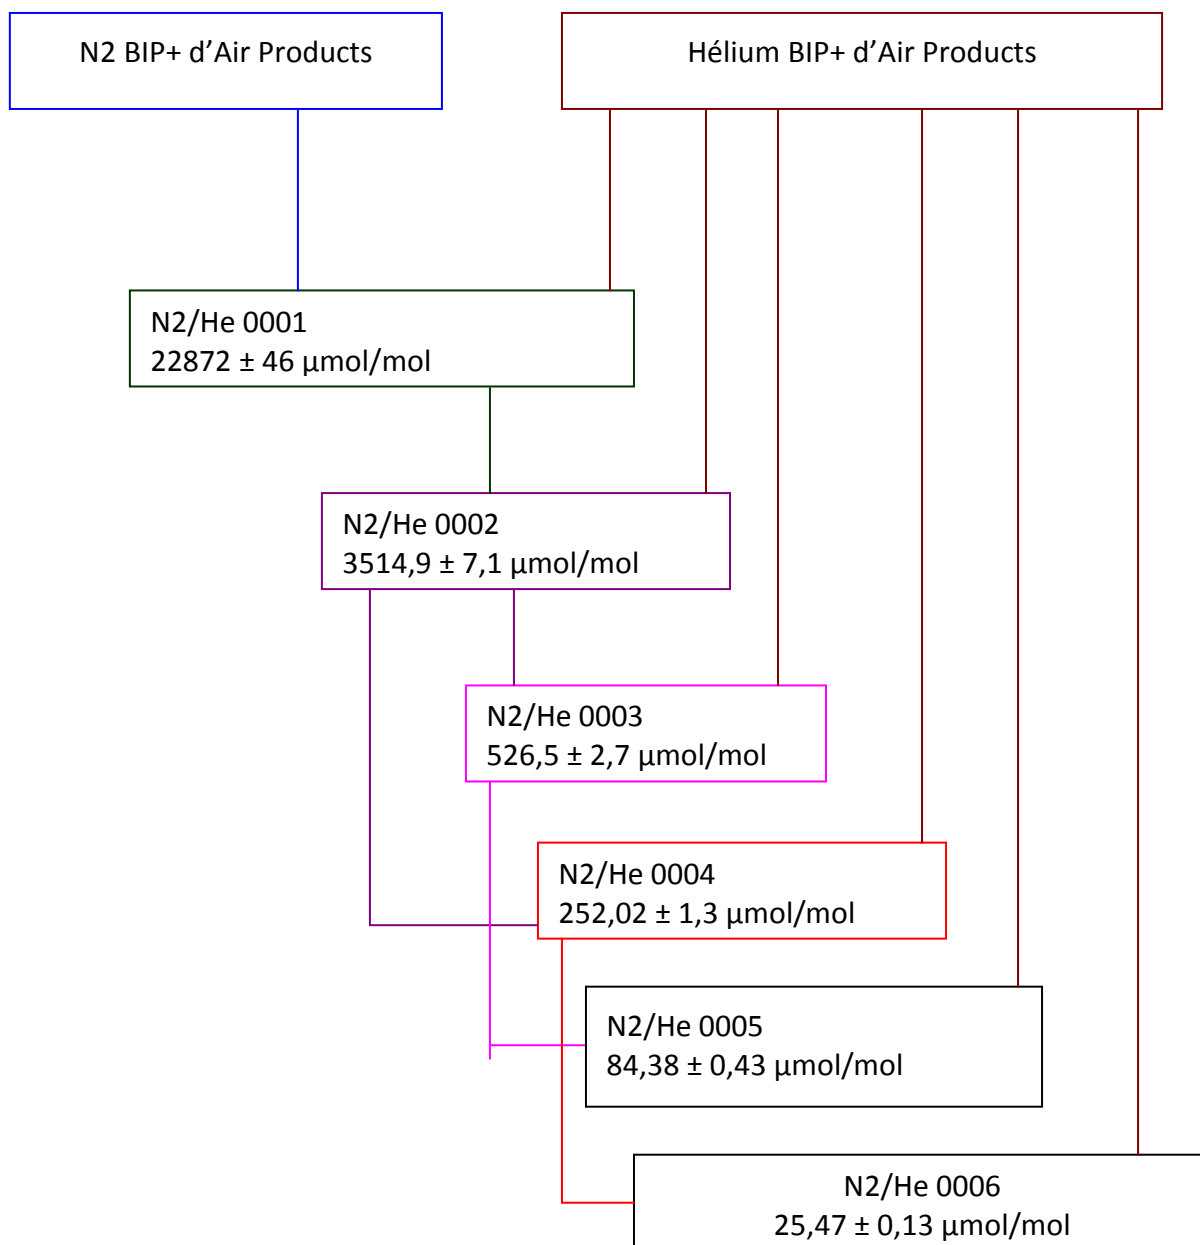 N2 BIP+ d’Air Products
Hélium BIP+ d’Air Products
N2/He 0001
22872 ± 46 µmol/mol
N2/He 0002
3514,9 ± 7,1 µmol/mol
N2/He 0003
526,5 ± 2,7 µmol/mol
N2/He 0004
252,02 ± 1,3 µmol/mol
N2/He 0005
84,38 ± 0,43 µmol/mol
N2/He 0006
25,47 ± 0,13 µmol/mol